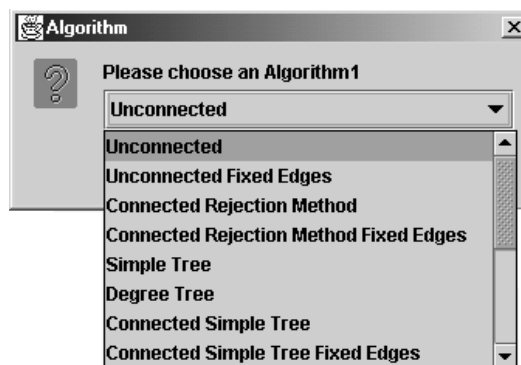 Algorithm
Please choose an Algorithm1
Unconnected
Unconnected
Unconnected Fixed Edges
Connected Rejection Method
Connected Rejection Method Fixed Edges
Simple Tree
Degree Tree
Connected Simple Tree
Connected Simple Tree Fixed Edges